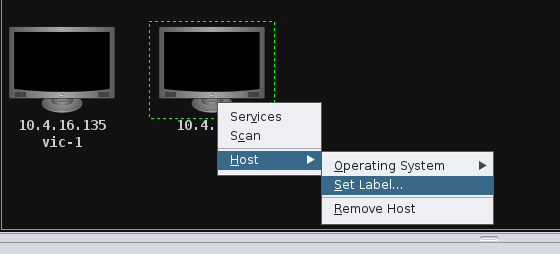 10.4.16.135
vic-1
10.4.
Services
Scan
Host
Operating System
Set Label...
Remove Host